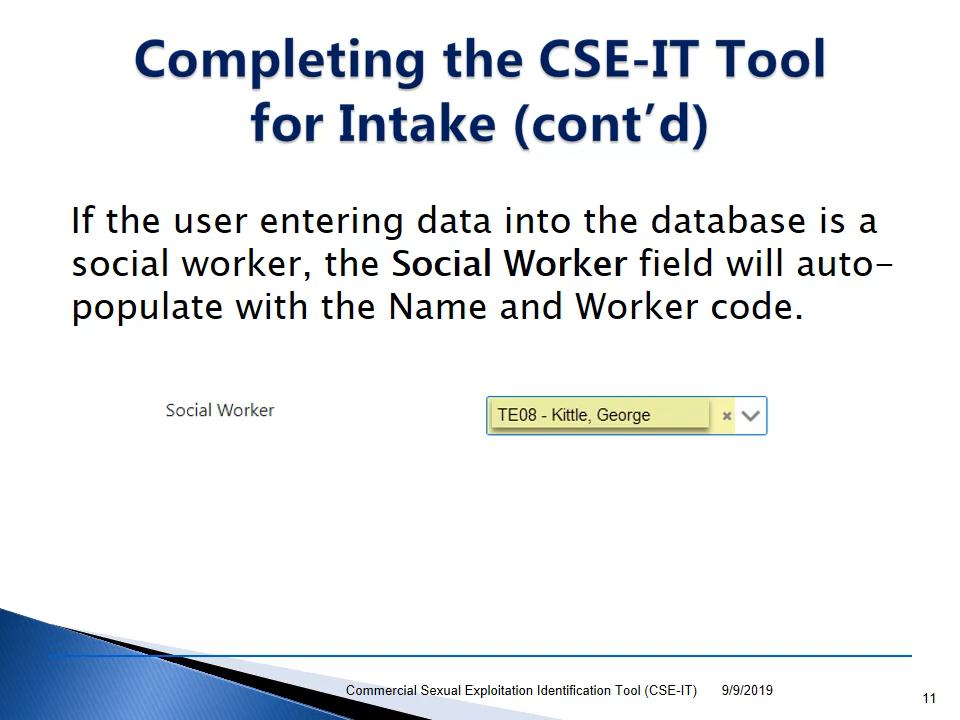 Completing the CSE-IT Tool
for Intake (cont’d)
If the user entering data into the database is a
social worker, the Social Worker field will auto-
populate with the Name and Worker code.
Social Worker
TE08 - Kittle, George
Commercial Sexual Exploitation Identification Tool (CSE-IT) 9/9/2019
11